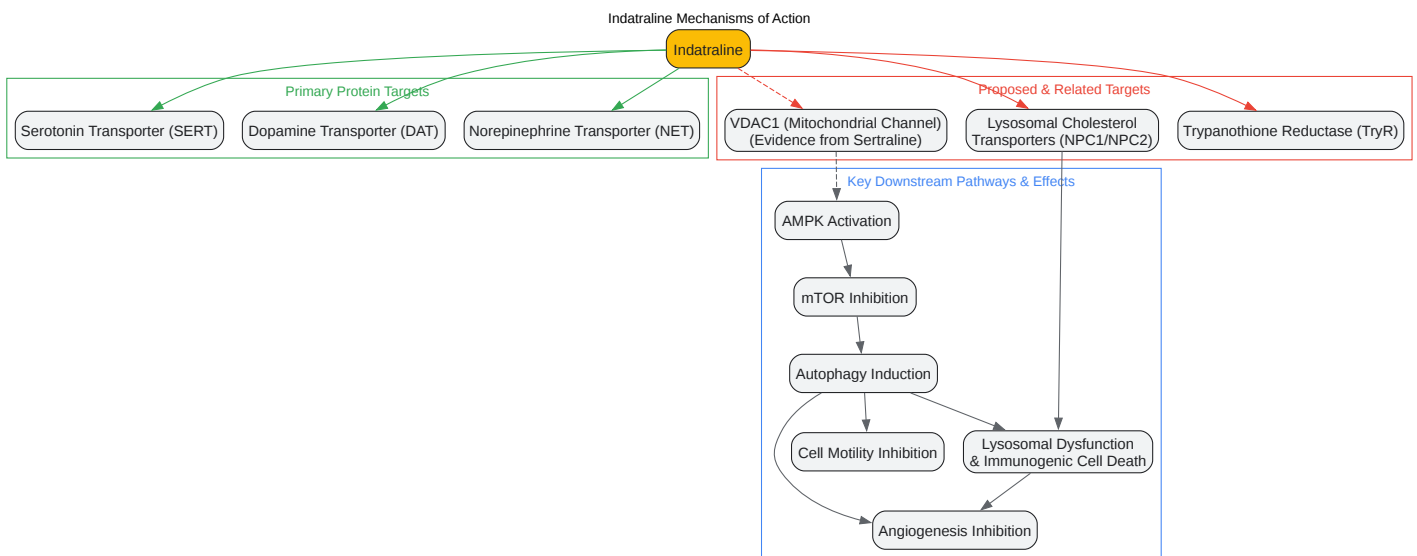 Indatraline Mechanisms of Action
Indatraline
Primary Protein Targets
Proposed & Related Targets
Serotonin Transporter (SERT)
Dopamine Transporter (DAT)
Norepinephrine Transporter (NET)
VDAC1 (Mitochondrial Channel)
(Evidence from Sertraline)
Lysosomal Cholesterol
Transporters (NPC1/NPC2)
Trypanothione Reductase (TryR)
Key Downstream Pathways & Effects
AMPK Activation
mTOR Inhibition
Autophagy Induction
Cell Motility Inhibition
Lysosomal Dysfunction
& Immunogenic Cell Death
Angiogenesis Inhibition